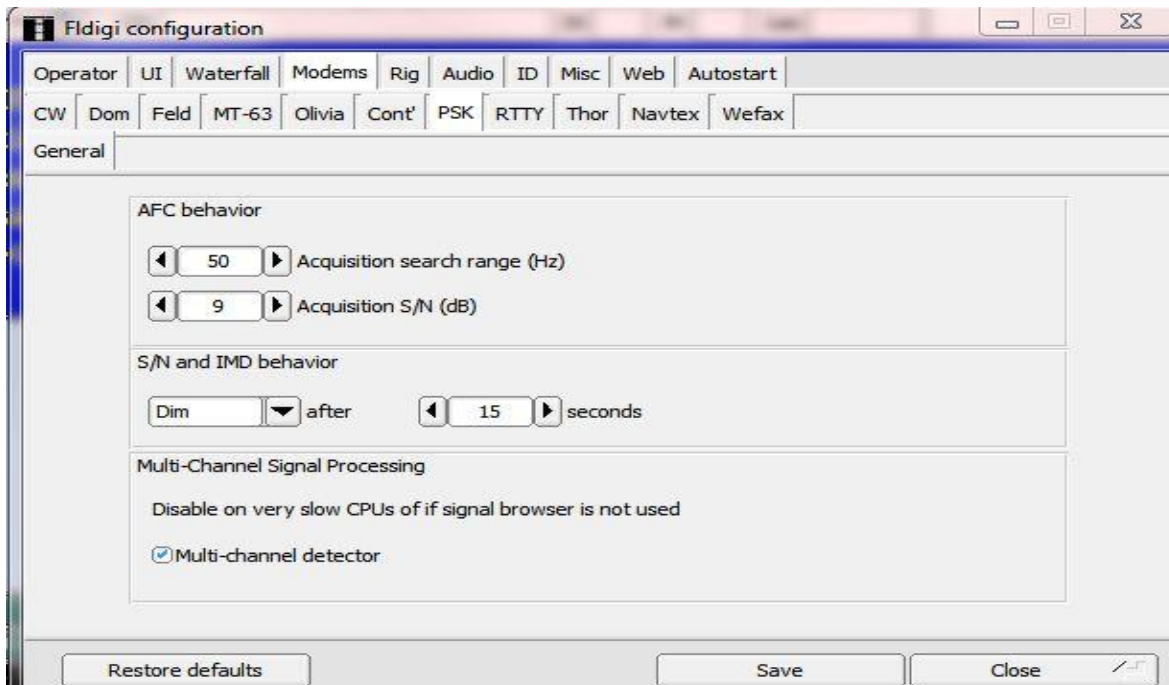 Fldigi configuration
Operator UI Waterfall Modems Rig Audio ID Misc Web Autostart
CW Dom Feld MT-63 Olivia Cont' PSK RTTY Thor Navtex Wefax
General
AFC behavior
50 Acquisition search range (Hz)
9 Acquisition S/N (dB)
S/N and IMD behavior
Dim after 15 seconds
Multi-Channel Signal Processing
Disable on very slow CPUs of if signal browser is not used
Multi-channel detector
Restore defaults Save Close